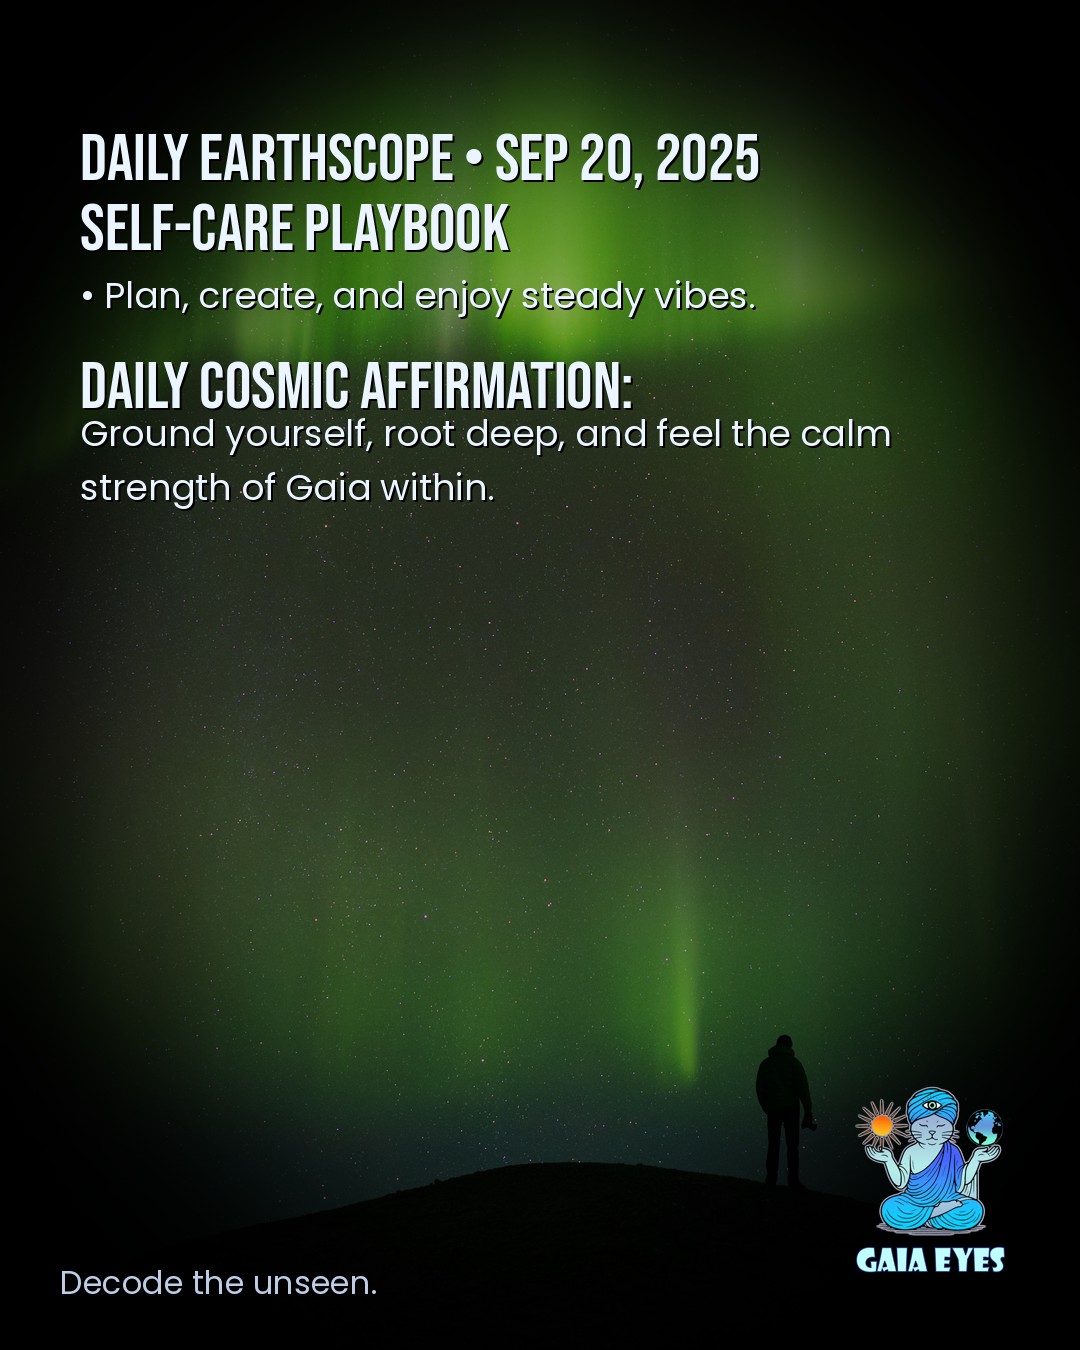 DAILY EARTHSCOPE • SEP 20, 2025
SELF-CARE PLAYBOOK
• Plan, create, and enjoy steady vibes.
DAILY COSMIC AFFIRMATION:
Ground yourself, root deep, and feel the calm
strength of Gaia within.
GAIA EYES
Decode the unseen.